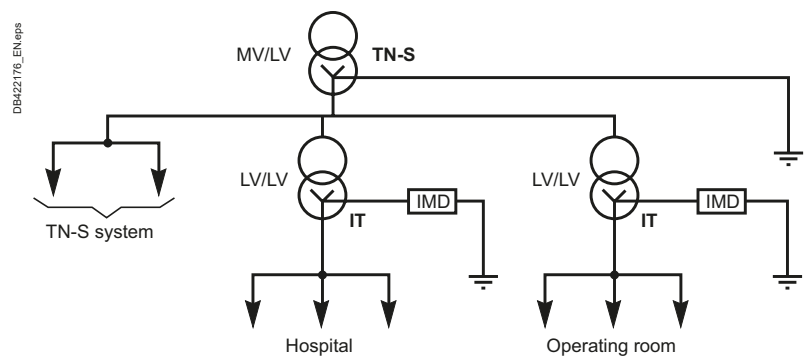 DB422176_EN.eps
MV/LV TN-S
LV/LV IMD
IT
LV/LV IMD
IT
TN-S system
Hospital
Operating room